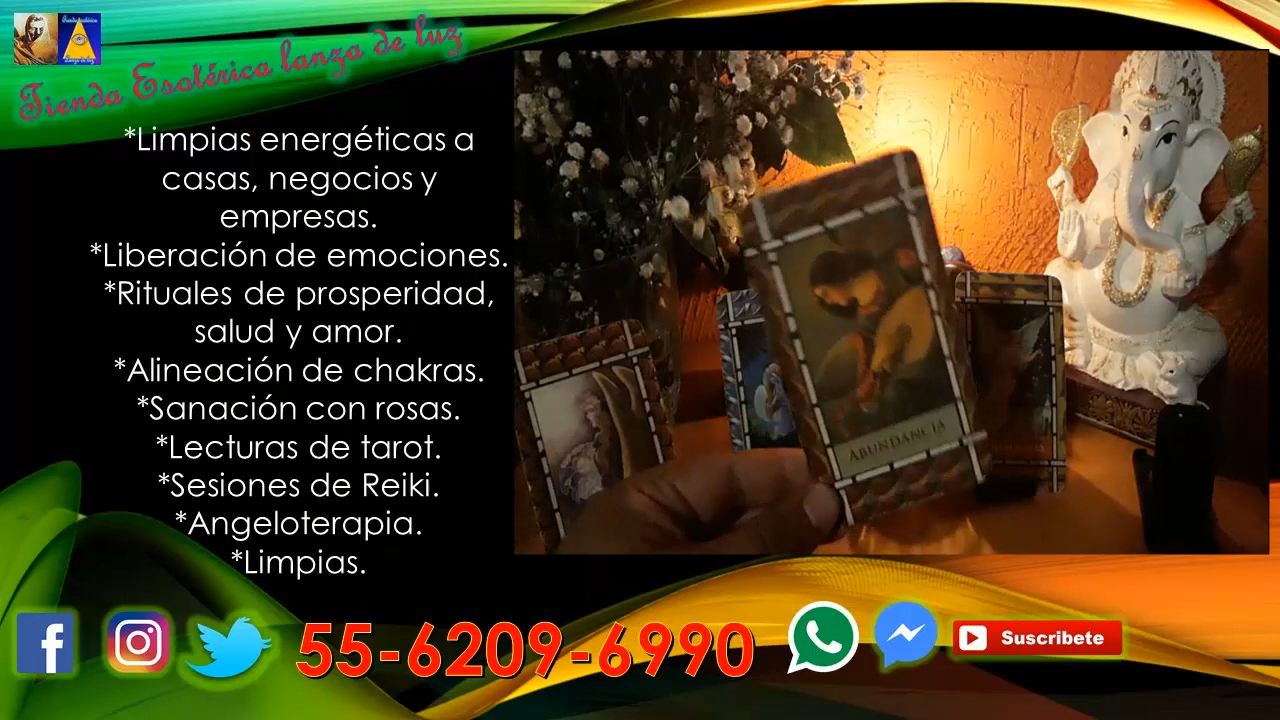 Tienda Esotérica lanza de luz
*Limpias energéticas a
casas, negocios y
empresas.
*Liberación de emociones.
*Rituales de prosperidad,
salud y amor.
*Alineación de chakras.
*Sanación con rosas.
*Lecturas de tarot.
*Sesiones de Reiki.
*Angeloterapia.
*Limpias.
ABUNDANCIA
55-6209-6990
Suscribete